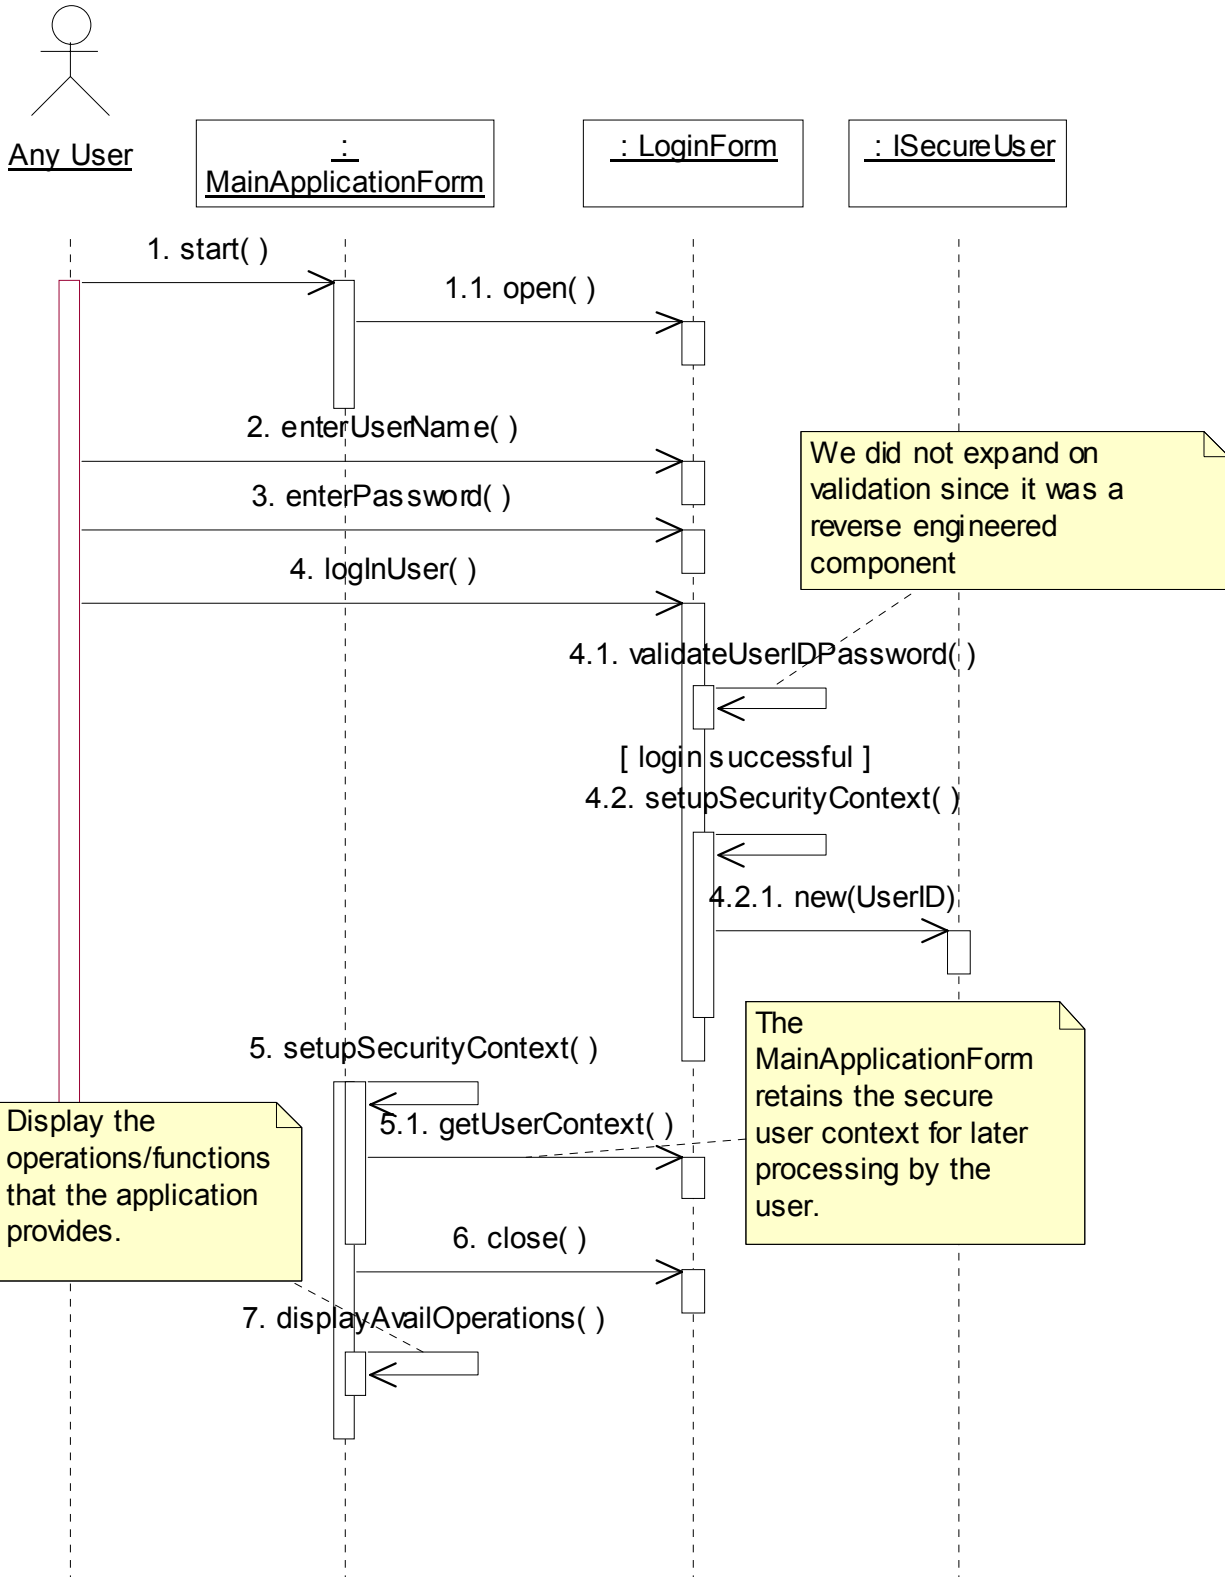 Any User
:
MainApplicationForm
: LoginForm
: ISecureUser
1. start( )
1.1. open( )
2. enterUserName( )
3. enterPassword( )
4. logInUser( )
We did not expand on
validation since it was a
reverse engineered
component
4.1. validateUserIDPassword( )
[ login successful ]
4.2. setupSecurityContext( )
4.2.1. new(UserID)
The
MainApplicationForm
retains the secure
user context for later
processing by the
user.
5. setupSecurityContext( )
5.1. getUserContext( )
Display the
operations/functions
that the application
provides.
6. close( )
7. displayAvailOperations( )